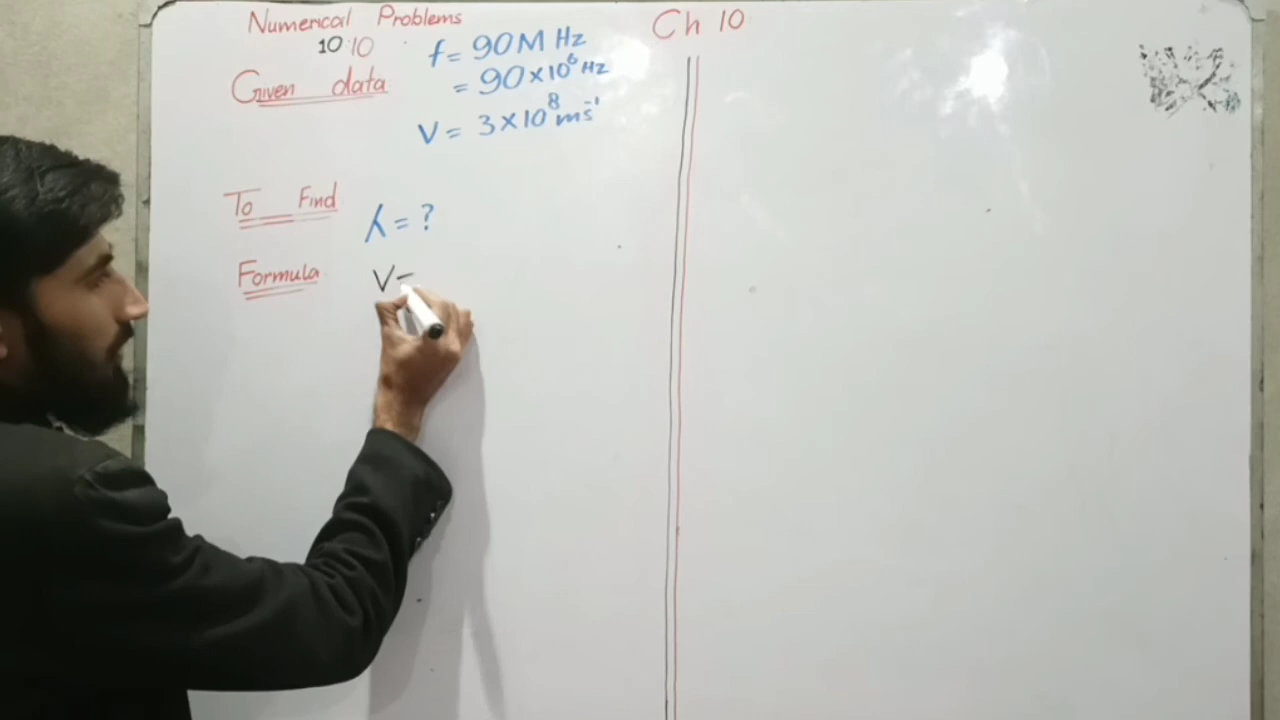 Numerical Problems
Ch 10
10.10
f = 90 M Hz
Given data
= 90×10⁶ Hz
V = 3×10⁸ ms⁻¹
To Find
λ = ?
Formula V=